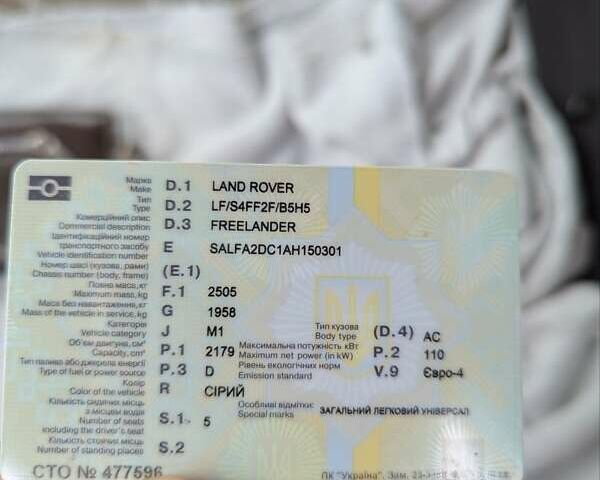 Марка
Make D.1 LAND ROVER
Тип
Type D.2 LF/S4FF2F/B5H5
Комерційний опис
Commercial description D.3 FREELANDER
Ідентифікаційний номер
транспортного засобу E SALFA2DC1AH150301
Vehicle identification number
Номер шасі (кузова, рами)
Chassis number (body, frame) (E.1)
Повна маса, кг
Maximum mass, kg F.1 2505
Маса без навантаження, кг
Mass of the vehicle in service, kg G 1958
Категорія
Vehicle category J M1 Тип кузова
Body type (D.4) AC
Об'єм двигуна, см³
Capacity, cm³ P.1 2179 Максимальна потужність кВт
Maximum net power (in kW) P.2 110
Тип палива або джерела енергії
Type of fuel or power source P.3 D Рівень екологічних норм
Emission standard V.9 Євро-4
Колір
Color of the vehicle R СІРИЙ
Кількість сидячих місць
з місцем водія
Number of seats S.1 5 Особливі відмітки:
Special marks ЗАГАЛЬНИЙ ЛЕГКОВИЙ УНІВЕРСАЛ
including the driver's seat
Кількість стоячих місць
Number of standing places S.2
СТО № 477596
ПК "Україна". Зам.